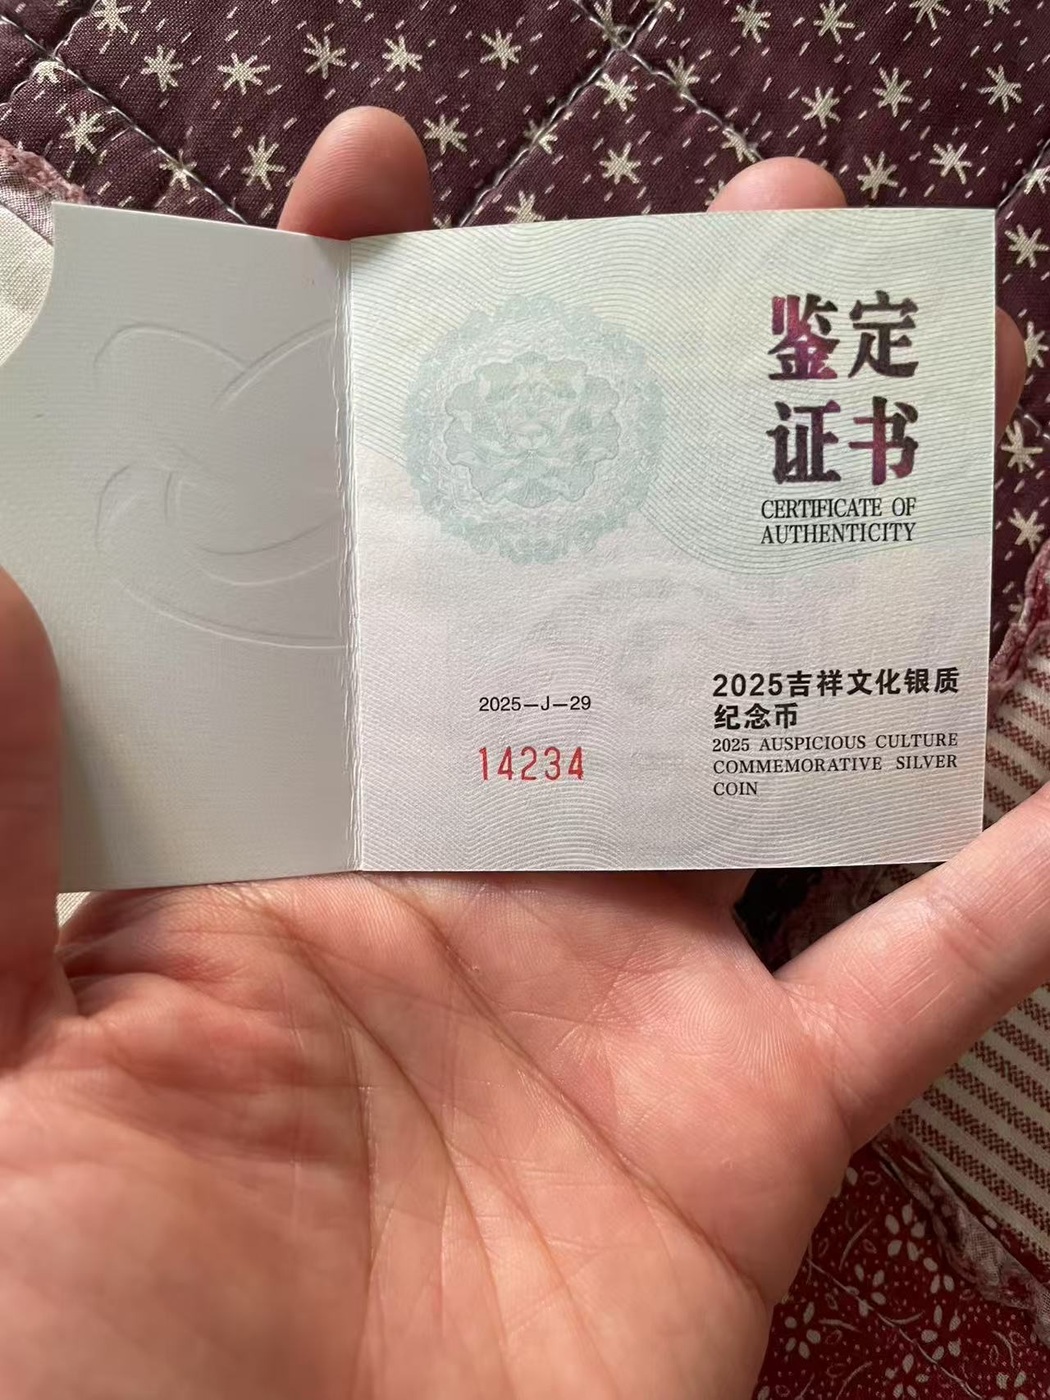 鉴定
证书
CERTIFICATE OF
AUTHENTICITY
2025吉祥文化银质
纪念币
2025 AUSPICIOUS CULTURE
COMMEMORATIVE SILVER
COIN
2025—J—29
14234